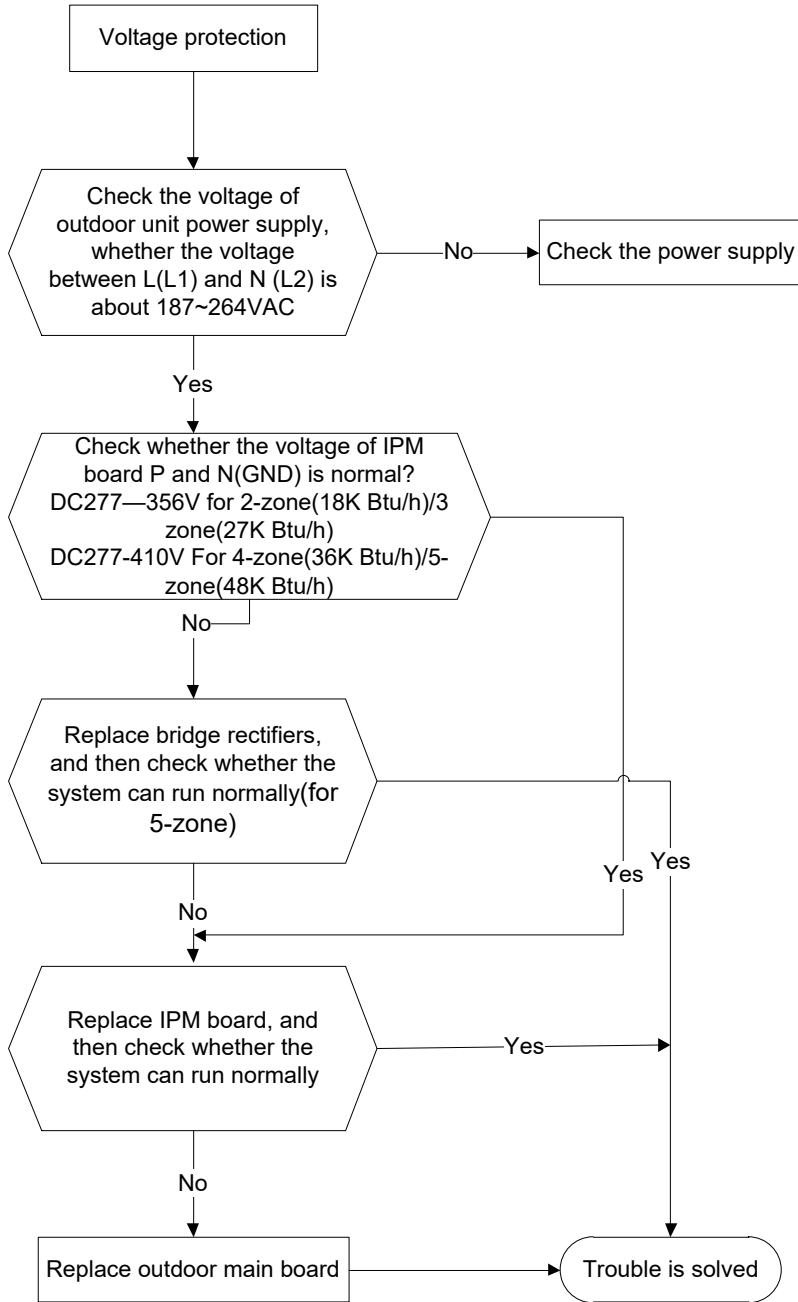 Voltage protection
Check the voltage of
outdoor unit power supply,
whether the voltage
between L(L1) and N (L2) is
about 187~264VAC
No
Check the power supply
Yes
Check whether the voltage of IPM
board P and N(GND) is normal?
DC277—356V for 2-zone(18K Btu/h)/3
zone(27K Btu/h)
DC277-410V For 4-zone(36K Btu/h)/5-
zone(48K Btu/h)
No
Replace bridge rectifiers,
and then check whether the
system can run normally(for
5-zone)
Yes
Yes
No
Replace IPM board, and
then check whether the
system can run normally
Yes
No
Replace outdoor main board
Trouble is solved